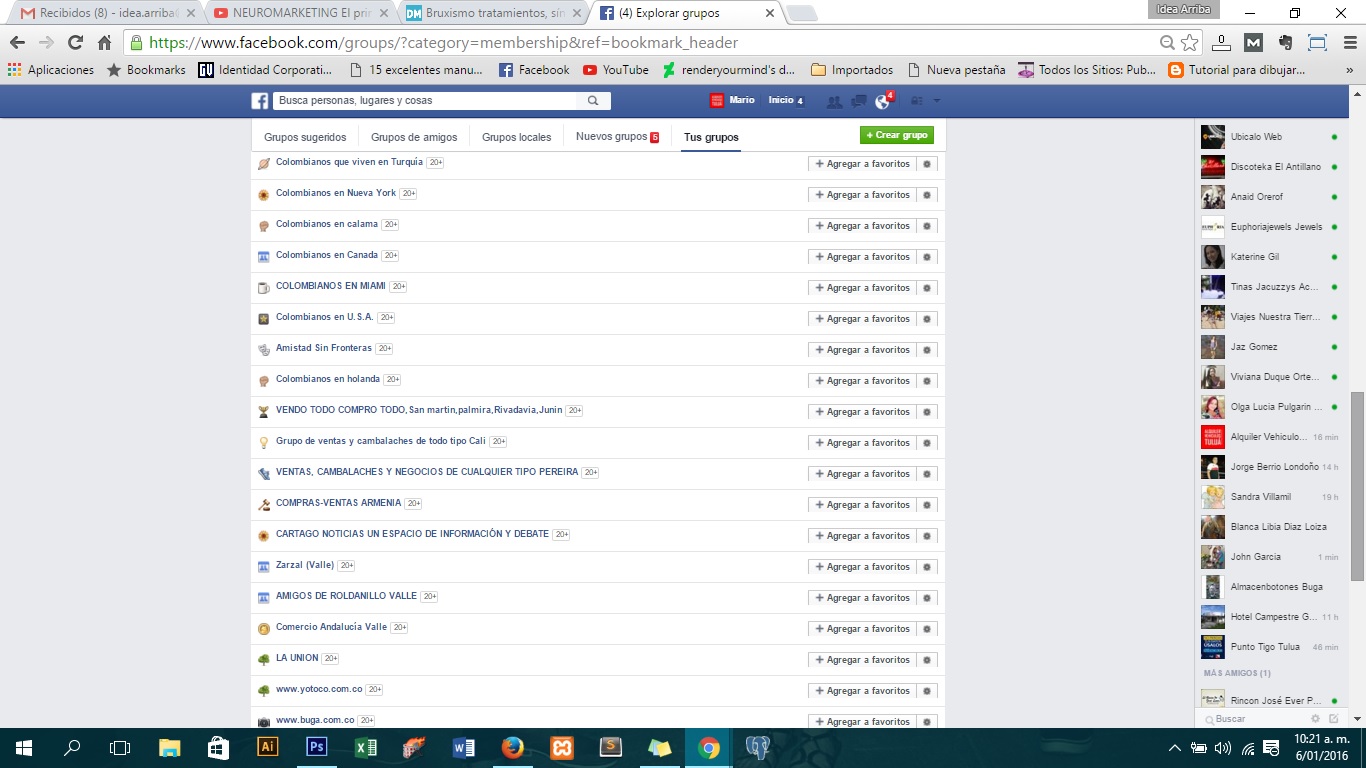 Idea Arriba
Recibidos (8) - idea.arriba(
NEUROMARKETING El prin
Bruxismo tratamientos, sín
(4) Explorar grupos
https://www.facebook.com/groups/?category=membership&ref=bookmark_header
0
Aplicaciones
Bookmarks
Identidad Corporati...
15 exelentes manu...
Facebook
YouTube
renderyourmind's d...
Importados
Nueva pestaña
Todos los Sitios: Pub...
Tutorial para dibujar...
»
Busca personas, lugares y cosas
Mario
Inicio 4
4
Grupos sugeridos
Grupos de amigos
Grupos locales
Nuevos grupos 5
Tus grupos
+ Crear grupo
Colombianos que viven en Turquía 20+ + Agregar a favoritos
Colombianos en Nueva York 20+ + Agregar a favoritos
Colombianos en calama 20+ + Agregar a favoritos
Colombianos en Canada 20+ + Agregar a favoritos
COLOMBIANOS EN MIAMI 20+ + Agregar a favoritos
Colombianos en U.S.A. 20+ + Agregar a favoritos
Amistad Sin Fronteras 20+ + Agregar a favoritos
Colombianos en holanda 20+ + Agregar a favoritos
VENDO TODO COMPRO TODO,San martin,palmira,Rivadavia,Junin 20+ + Agregar a favoritos
Grupo de ventas y cambalaches de todo tipo Cali 20+ + Agregar a favoritos
VENTAS, CAMBALACHES Y NEGOCIOS DE CUALQUIER TIPO PEREIRA 20+ + Agregar a favoritos
COMPRAS-VENTAS ARMENIA 20+ + Agregar a favoritos
CARTAGO NOTICIAS UN ESPACIO DE INFORMACIÓN Y DEBATE 20+ + Agregar a favoritos
Zarzal (Valle) 20+ + Agregar a favoritos
AMIGOS DE ROLDANILLO VALLE 20+ + Agregar a favoritos
Comercio Andalucía Valle 20+ + Agregar a favoritos
LA UNION 20+ + Agregar a favoritos
www.yotoco.com.co 20+ + Agregar a favoritos
www.buga.com.co 20+ + Agregar a favoritos
Ubicalo Web
Discoteka El Antillano
Anaid Orerof
Euphoriajewels Jewels
Katerine Gil
Tinas Jacuzzys Ac...
Viajes Nuestra Tierr...
Jaz Gomez
Viviana Duque Orte...
Olga Lucia Pulgarin ...
Alquiler Vehiculo... 16 min
Jorge Berrio Londoño 14 h
Sandra Villamil 19 h
Blanca Libia Diaz Loiza
John Garcia 1 min
Almacenbotones Buga
Hotel Campestre G... 11 h
Punto Tigo Tulua 46 min
MÁS AMIGOS (1)
Rincon José Ever P...
Buscar
Ai
Ps
10:21 a. m.
6/01/2016